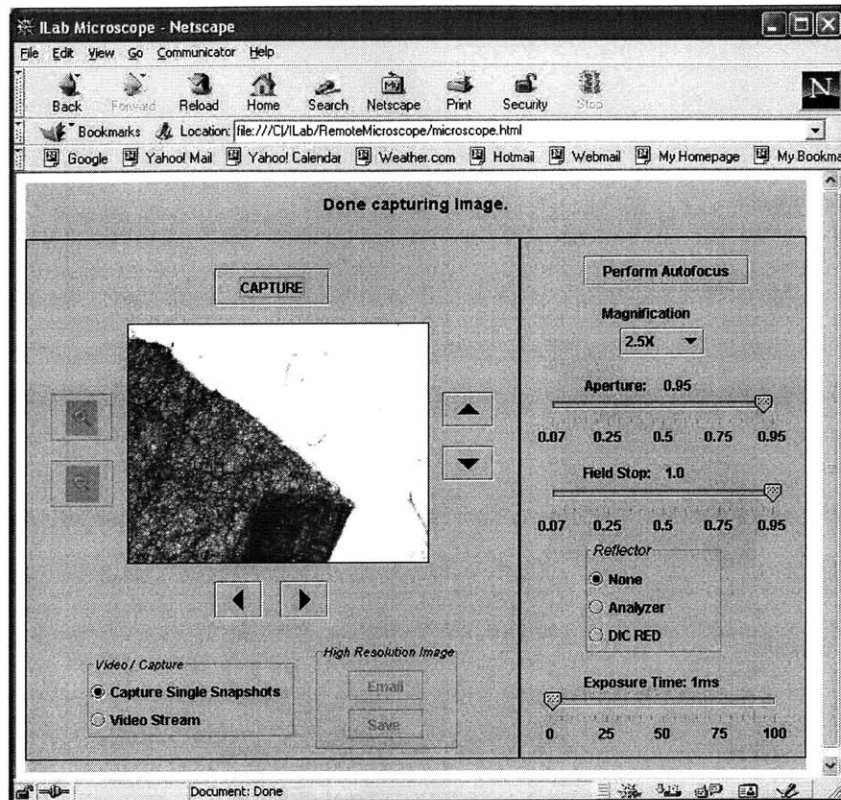 ILab Microscope - Netscape
File Edit View Go Communicator Help
Back Forward Reload Home Search Netscape Print Security Stop
My
N
Bookmarks Location: file:///C|/ILab/RemoteMicroscope/microscope.html
Google Yahoo! Mail Yahoo! Calendar Weather.com Hotmail Webmail My Homepage My Bookma
Done capturing image.
CAPTURE
Video / Capture
Capture Single Snapshots
Video Stream
High Resolution Image
Email
Save
Perform Autofocus
Magnification
2.5X
Aperture: 0.95
0.07 0.25 0.5 0.75 0.95
Field Stop: 1.0
0.07 0.25 0.5 0.75 0.95
Reflector
None
Analyzer
DIC RED
Exposure Time: 1ms
0 25 50 75 100
Document: Done